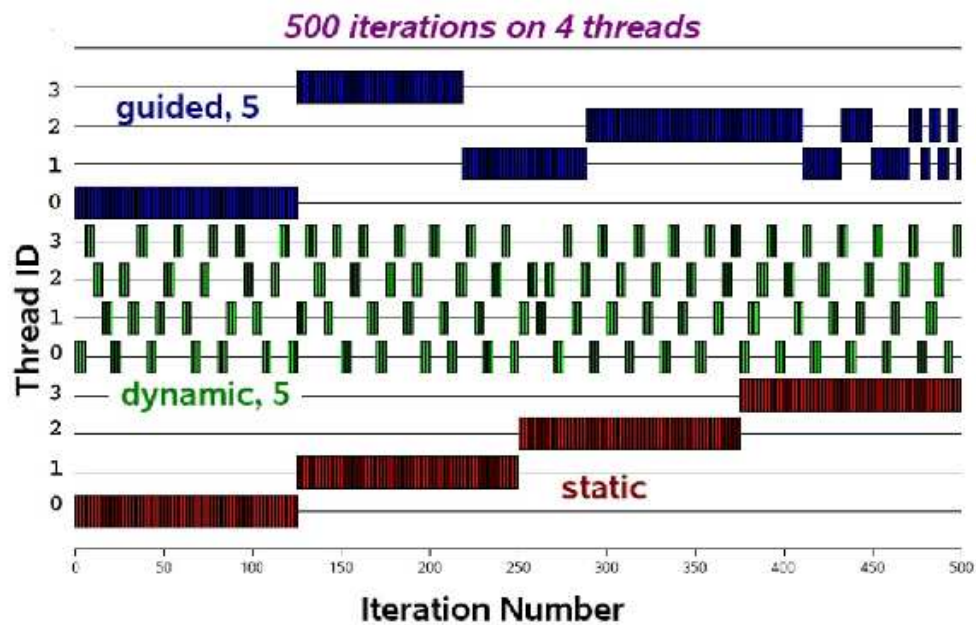 500 iterations on 4 threads
3
guided, 5
2
1
0
3
2
1
0
dynamic, 5
3
2
1
static
0
Thread ID
0 50 100 150 200 250 300 350 400 450 500
Iteration Number